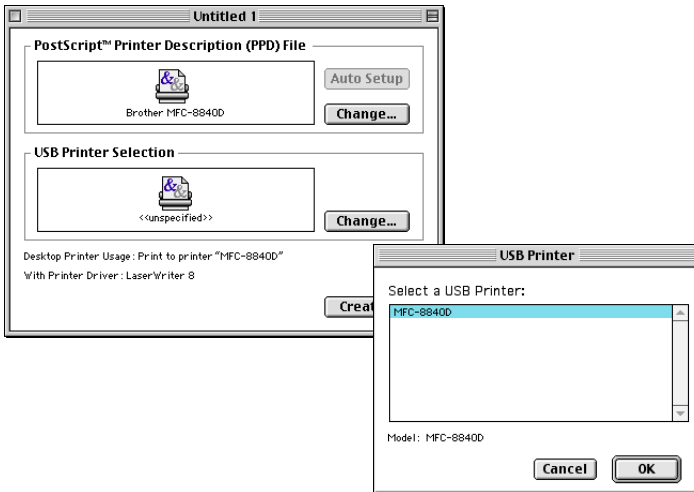 Untitled 1
PostScript™ Printer Description (PPD) File
Brother MFC-8840D
Auto Setup
Change...
USB Printer Selection
<<unspecified>>
Change...
Desktop Printer Usage: Print to printer "MFC-8840D"
With Printer Driver: LaserWriter 8
USB Printer
Select a USB Printer:
MFC-8840D
Model: MFC-8840D
Cancel
OK